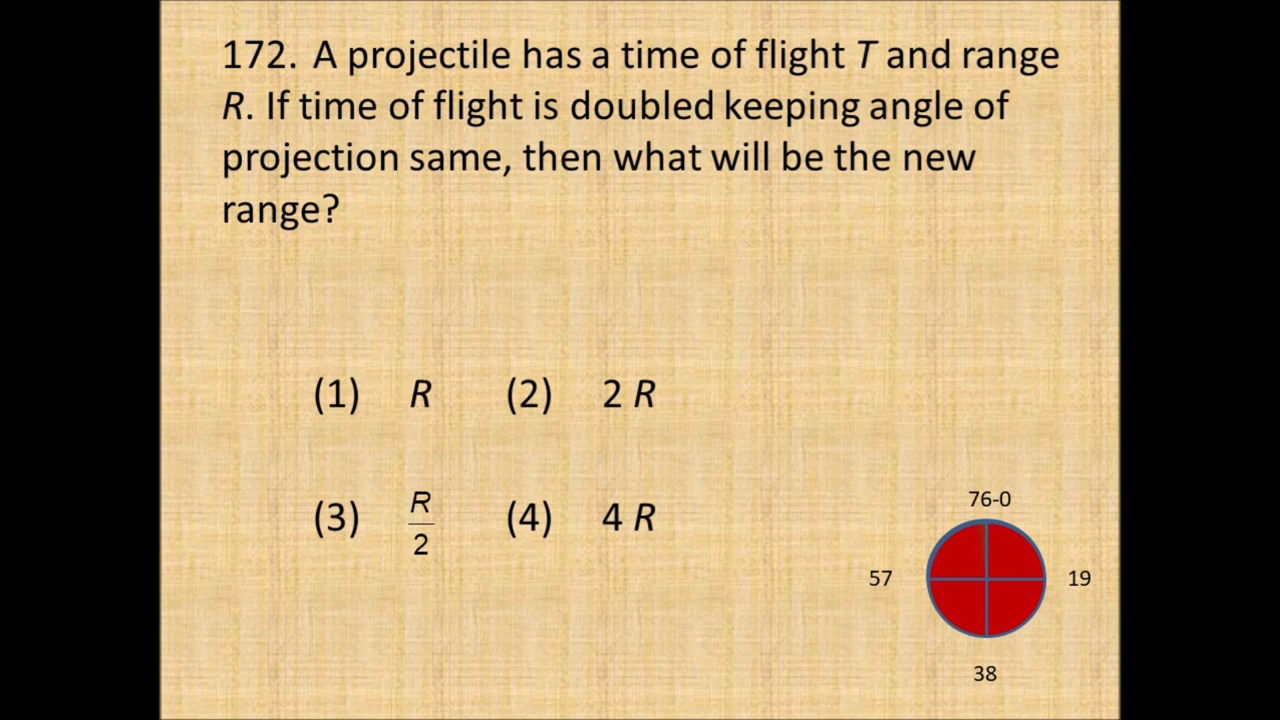 172. A projectile has a time of flight T and range
R. If time of flight is doubled keeping angle of
projection same, then what will be the new
range?
(1) R (2) 2 R
(3) R/2 (4) 4 R
76-0
57 19
38